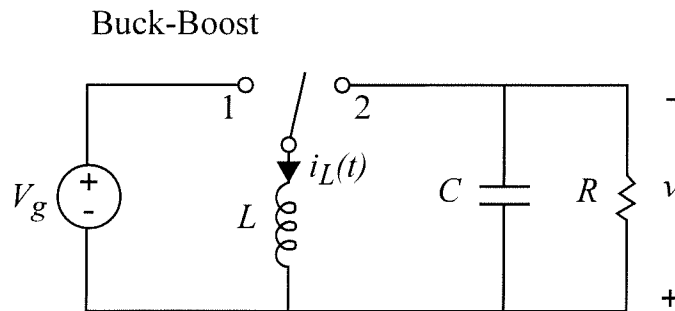 Buck-Boost
1
2
-
i_L(t)
V_g
+
-
L
C
R
v
+